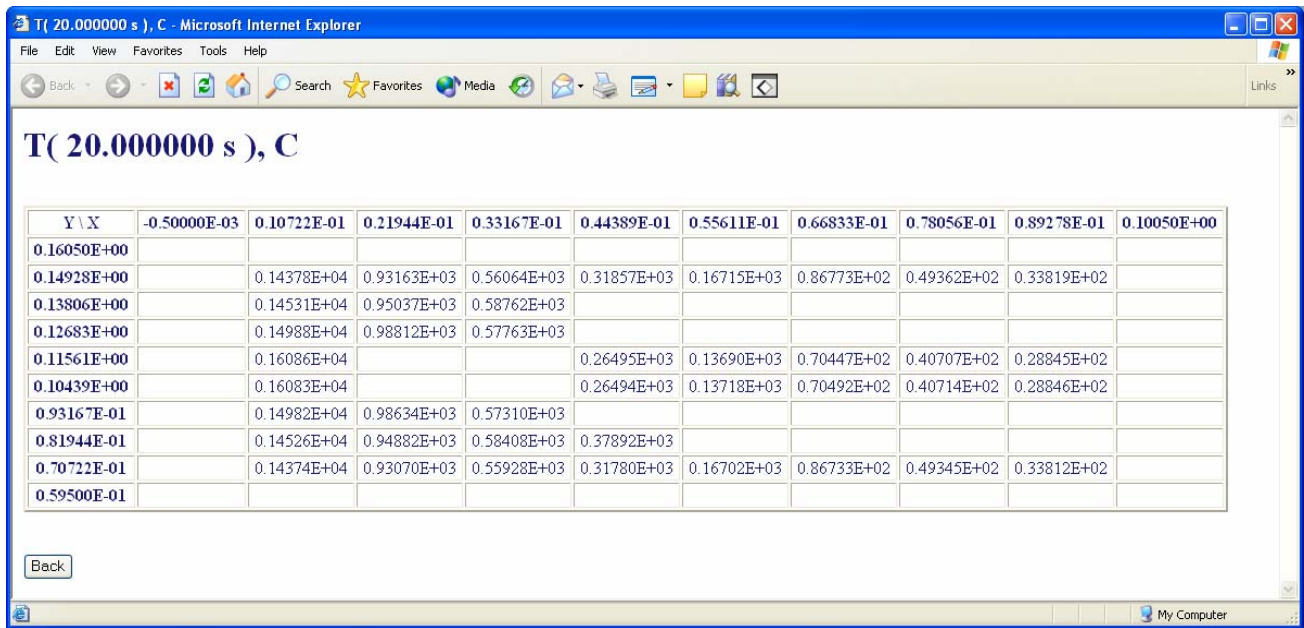 T( 20.000000 s ), C - Microsoft Internet Explorer
File Edit View Favorites Tools Help
Back Search Favorites Media Links
T( 20.000000 s ), C
Y \ X -0.50000E-03 0.10722E-01 0.21944E-01 0.33167E-01 0.44389E-01 0.55611E-01 0.66833E-01 0.78056E-01 0.89278E-01 0.10050E+00
0.16050E+00
0.14928E+00 0.14378E+04 0.93163E+03 0.56064E+03 0.31857E+03 0.16715E+03 0.86773E+02 0.49362E+02 0.33819E+02
0.13806E+00 0.14531E+04 0.95037E+03 0.58762E+03
0.12683E+00 0.14988E+04 0.98812E+03 0.57763E+03
0.11561E+00 0.16086E+04 0.26495E+03 0.13690E+03 0.70447E+02 0.40707E+02 0.28845E+02
0.10439E+00 0.16083E+04 0.26494E+03 0.13718E+03 0.70492E+02 0.40714E+02 0.28846E+02
0.93167E-01 0.14982E+04 0.98634E+03 0.57310E+03
0.81944E-01 0.14526E+04 0.94882E+03 0.58408E+03 0.37892E+03
0.70722E-01 0.14374E+04 0.93070E+03 0.55928E+03 0.31780E+03 0.16702E+03 0.86733E+02 0.49345E+02 0.33812E+02
0.59500E-01
Back
My Computer